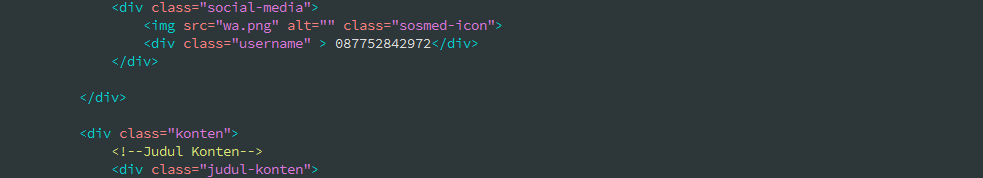 <div class="social-media">
<img src="wa.png" alt="" class="sosmed-icon">
<div class="username" > 087752842972</div>
</div>
</div>
<div class="konten">
<!--Judul Konten-->
<div class="judul-konten">